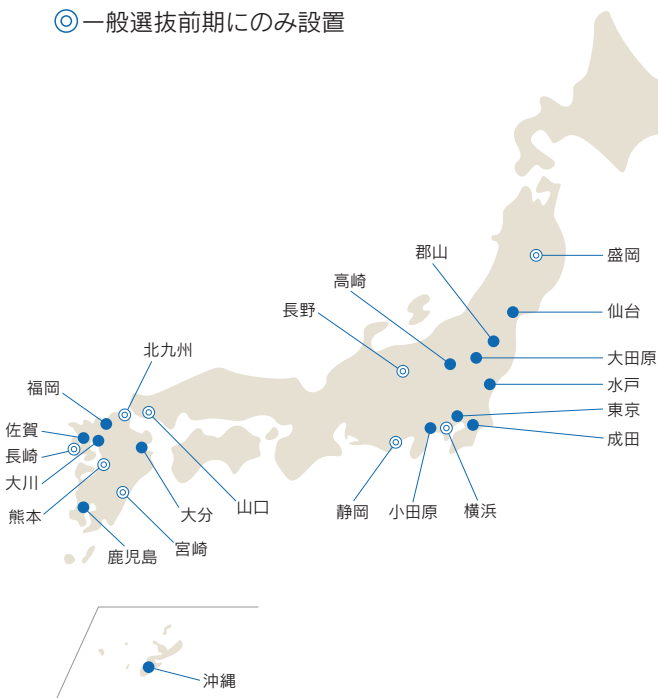 ◎一般選抜前期にのみ設置
郡山
盛岡
高崎
長野
仙台
北九州
大田原
福岡
水戸
佐賀
東京
長崎
成田
大川
熊本
大分
山口
静岡
小田原
横浜
鹿児島
宮崎
沖縄